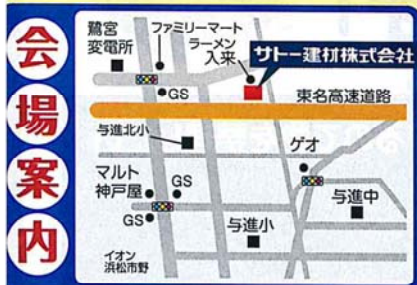 会場案内
鷺宮
変電所
ファミリーマート
ラーメン
入来
サトー建材株式会社
GS
東名高速道路
与進北小
ゲオ
マルト
神戸屋
GS
GS
与進中
与進小
イオン
浜松市野